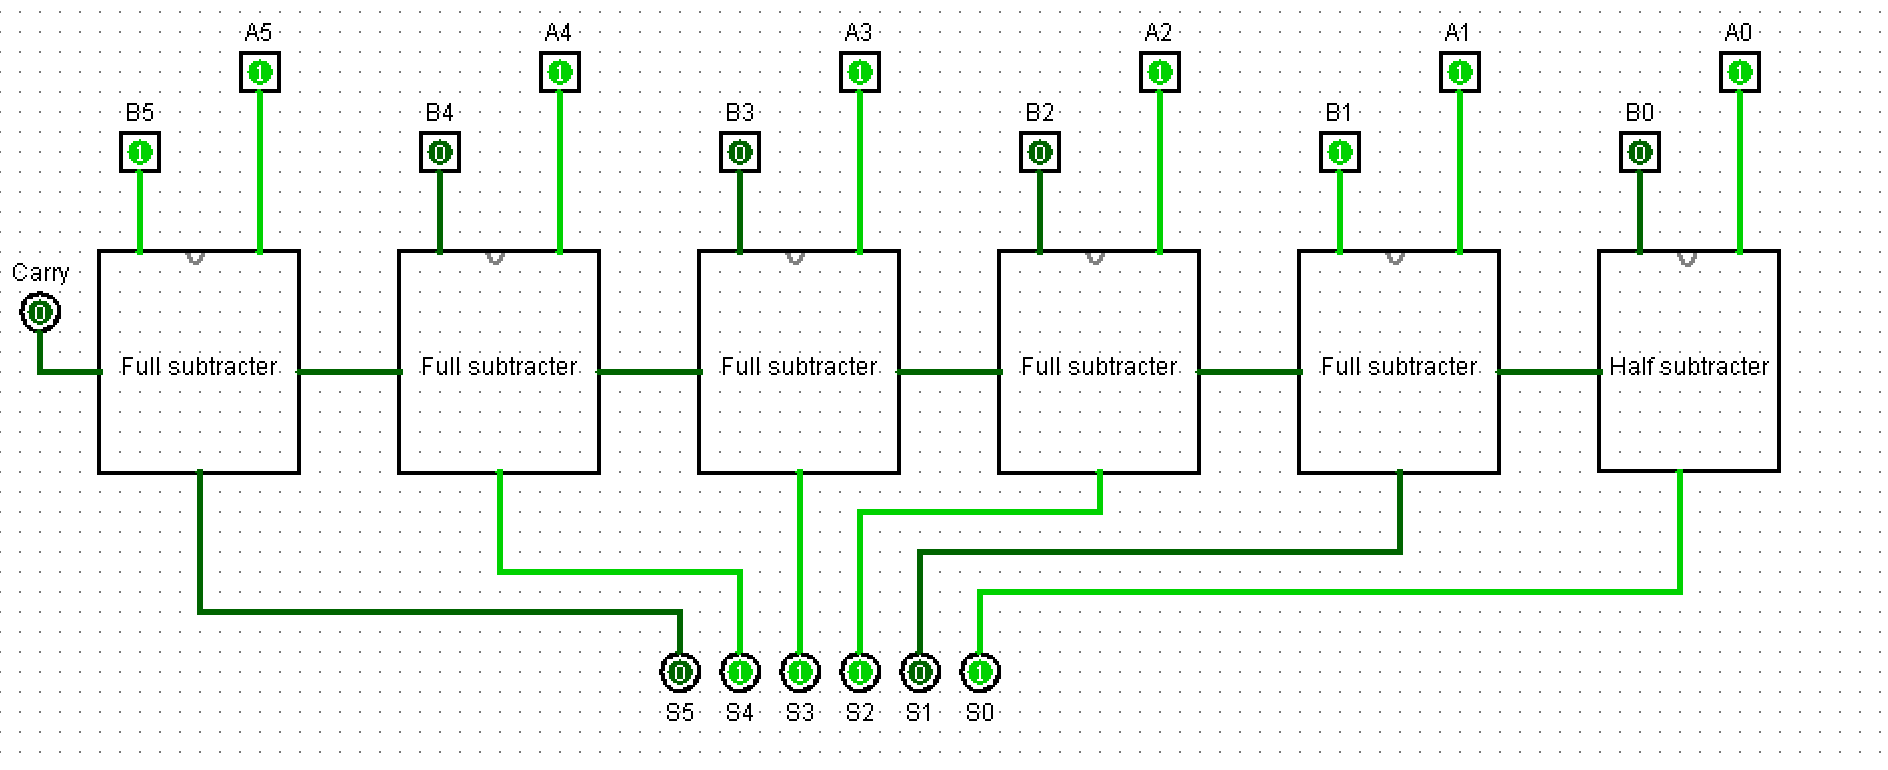 A5 A4 A3 A2 A1 A0
1 1 1 1 1 1
B5 B4 B3 B2 B1 B0
1 0 0 0 1 0
Carry
0
Full subtracter Full subtracter Full subtracter Full subtracter Full subtracter Half subtracter
0 1 1 1 0 1
S5 S4 S3 S2 S1 S0